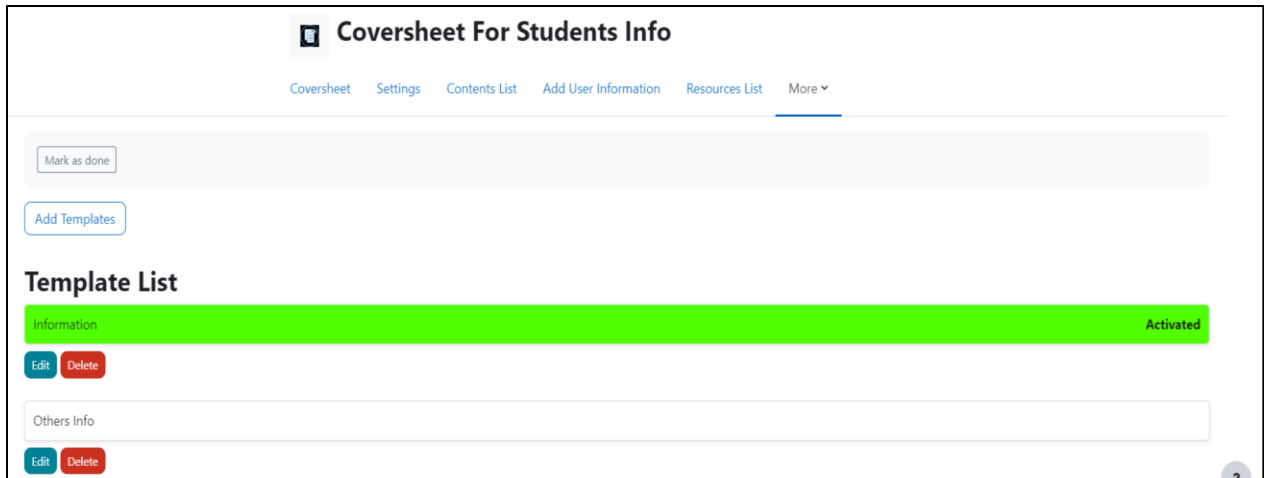 Coversheet For Students Info
Coversheet Settings Contents List Add User Information Resources List More
Mark as done
Add Templates
Template List
Information Activated
Edit Delete
Others Info
Edit Delete